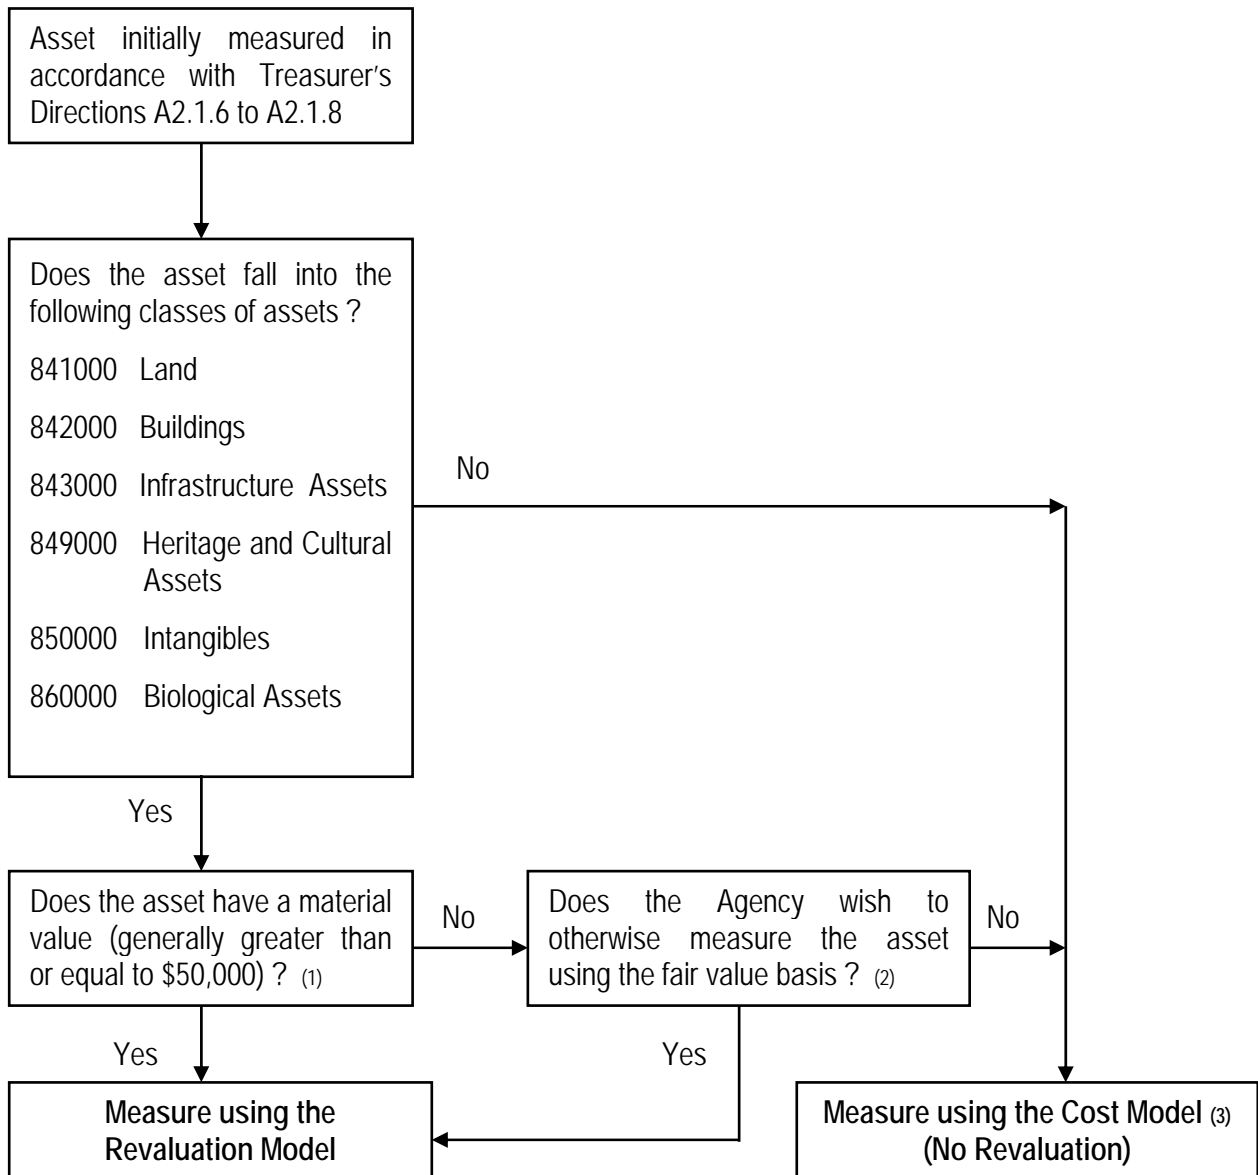 Asset initially measured in
accordance with Treasurer's
Directions A2.1.6 to A2.1.8
Does the asset fall into the
following classes of assets ?
841000 Land
842000 Buildings
843000 Infrastructure Assets
849000 Heritage and Cultural
Assets
850000 Intangibles
860000 Biological Assets
No
Yes
Does the asset have a material
value (generally greater than
or equal to $50,000) ? (1)
No
Does the Agency wish to
otherwise measure the asset
using the fair value basis ? (2)
No
Yes
Yes
Measure using the
Revaluation Model
Measure using the Cost Model (3)
(No Revaluation)